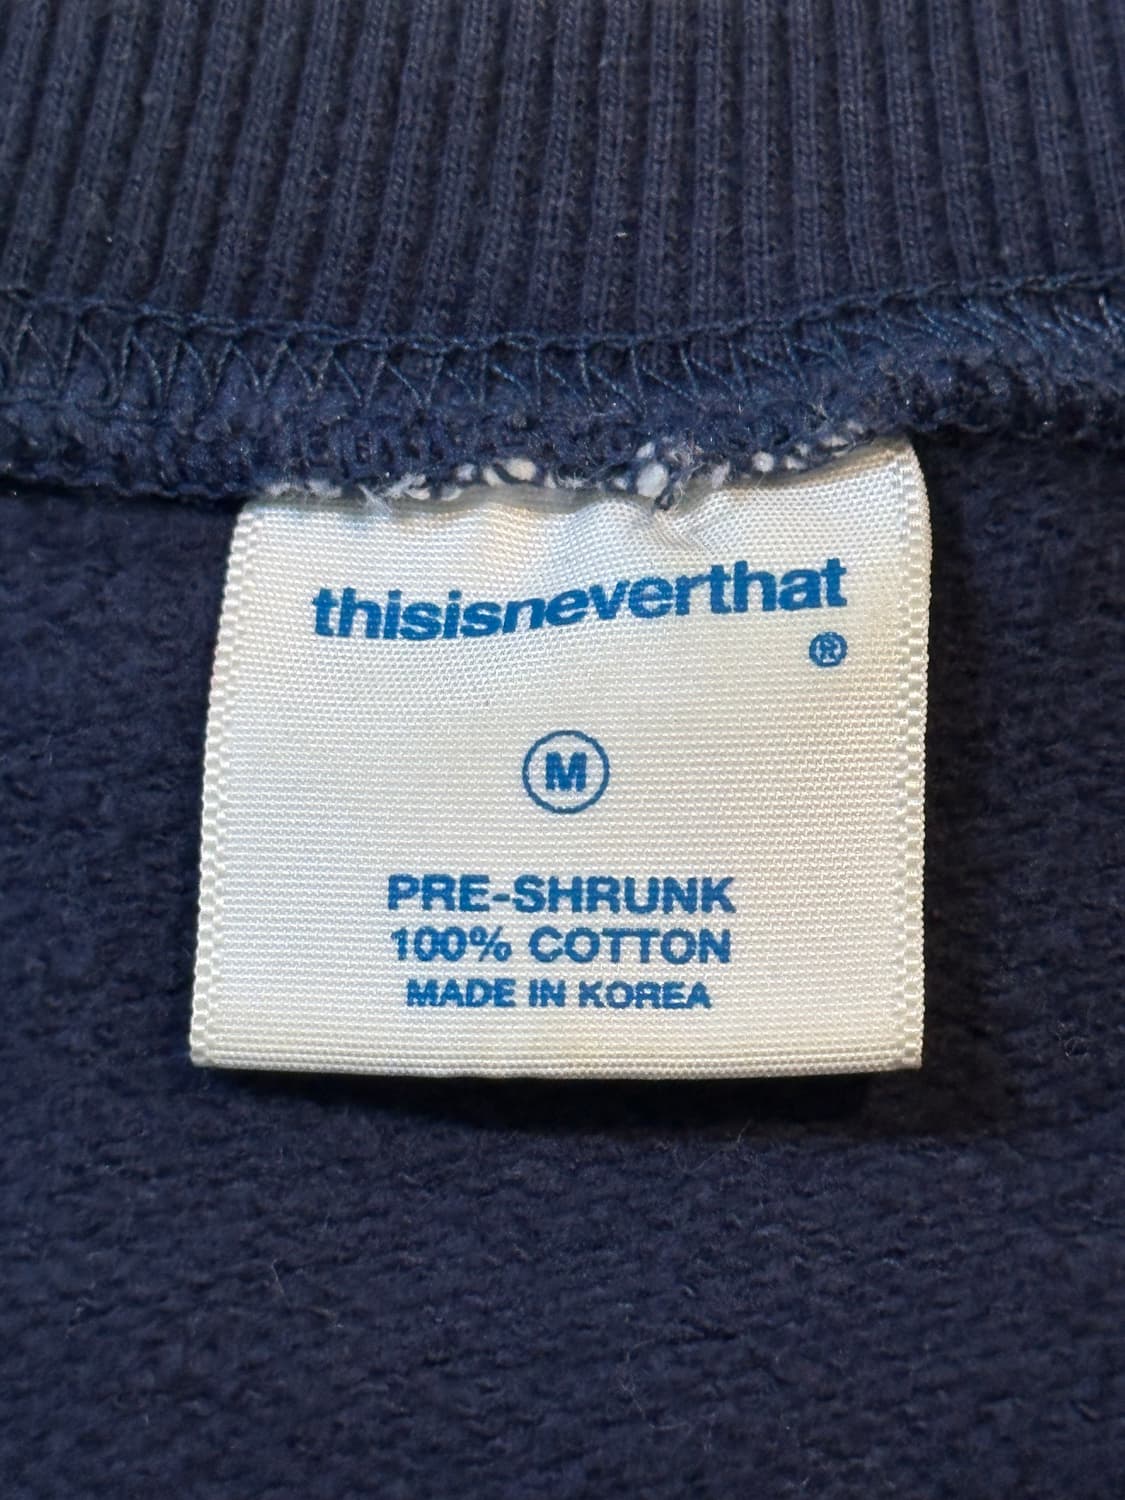 thisisneverthat
®
M
PRE-SHRUNK
100% COTTON
MADE IN KOREA